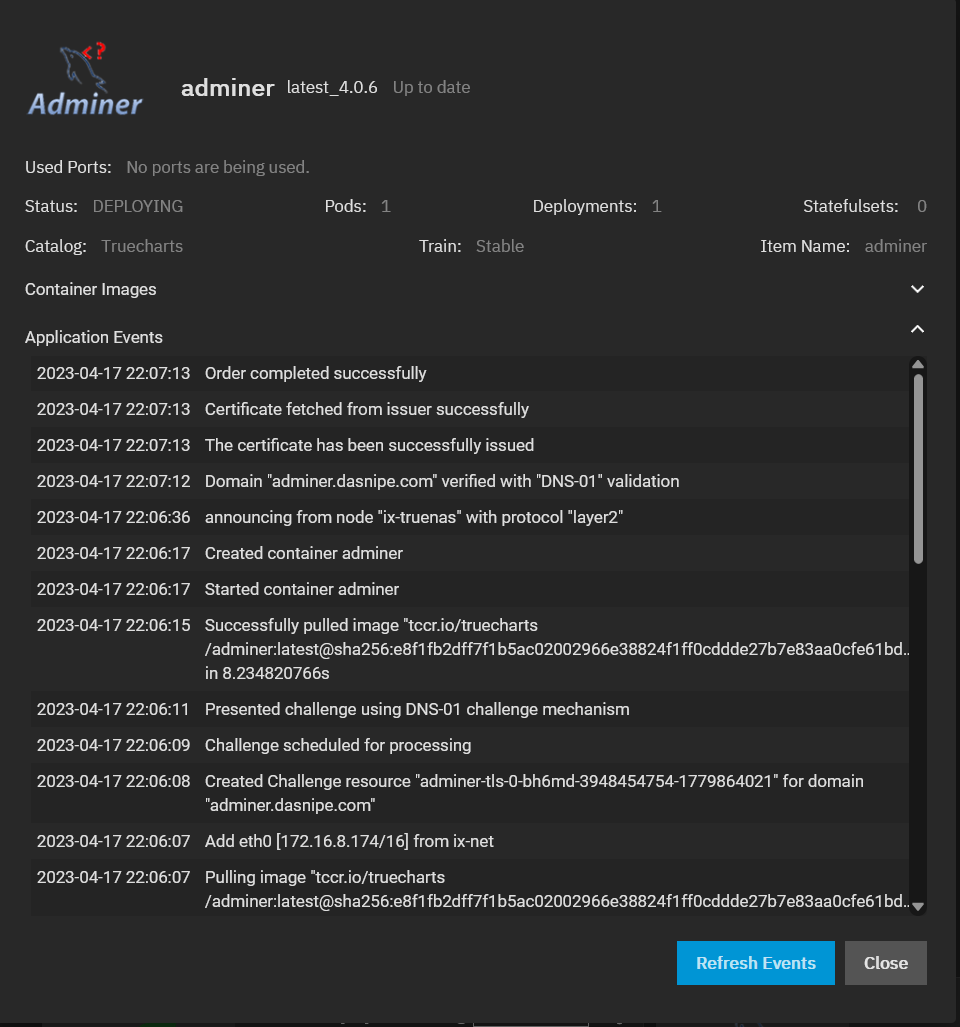 <?
Adminer
adminer latest_4.0.6 Up to date
Used Ports: No ports are being used.
Status: DEPLOYING Pods: 1 Deployments: 1 Statefulsets: 0
Catalog: Truecharts Train: Stable Item Name: adminer
Container Images
Application Events
2023-04-17 22:07:13 Order completed successfully
2023-04-17 22:07:13 Certificate fetched from issuer successfully
2023-04-17 22:07:13 The certificate has been successfully issued
2023-04-17 22:07:12 Domain "adminer.dasnipe.com" verified with "DNS-01" validation
2023-04-17 22:06:36 announcing from node "ix-truenas" with protocol "layer2"
2023-04-17 22:06:17 Created container adminer
2023-04-17 22:06:17 Started container adminer
2023-04-17 22:06:15 Successfully pulled image "tccr.io/truecharts
/adminer:latest@sha256:e8f1fb2dff7f1b5ac02002966e38824f1ff0cddde27b7e83aa0cfe61bd...
in 8.234820766s
2023-04-17 22:06:11 Presented challenge using DNS-01 challenge mechanism
2023-04-17 22:06:09 Challenge scheduled for processing
2023-04-17 22:06:08 Created Challenge resource "adminer-tls-0-bh6md-3948454754-1779864021" for domain
"adminer.dasnipe.com"
2023-04-17 22:06:07 Add eth0 [172.16.8.174/16] from ix-net
2023-04-17 22:06:07 Pulling image "tccr.io/truecharts
/adminer:latest@sha256:e8f1fb2dff7f1b5ac02002966e38824f1ff0cddde27b7e83aa0cfe61bd...
Refresh Events Close